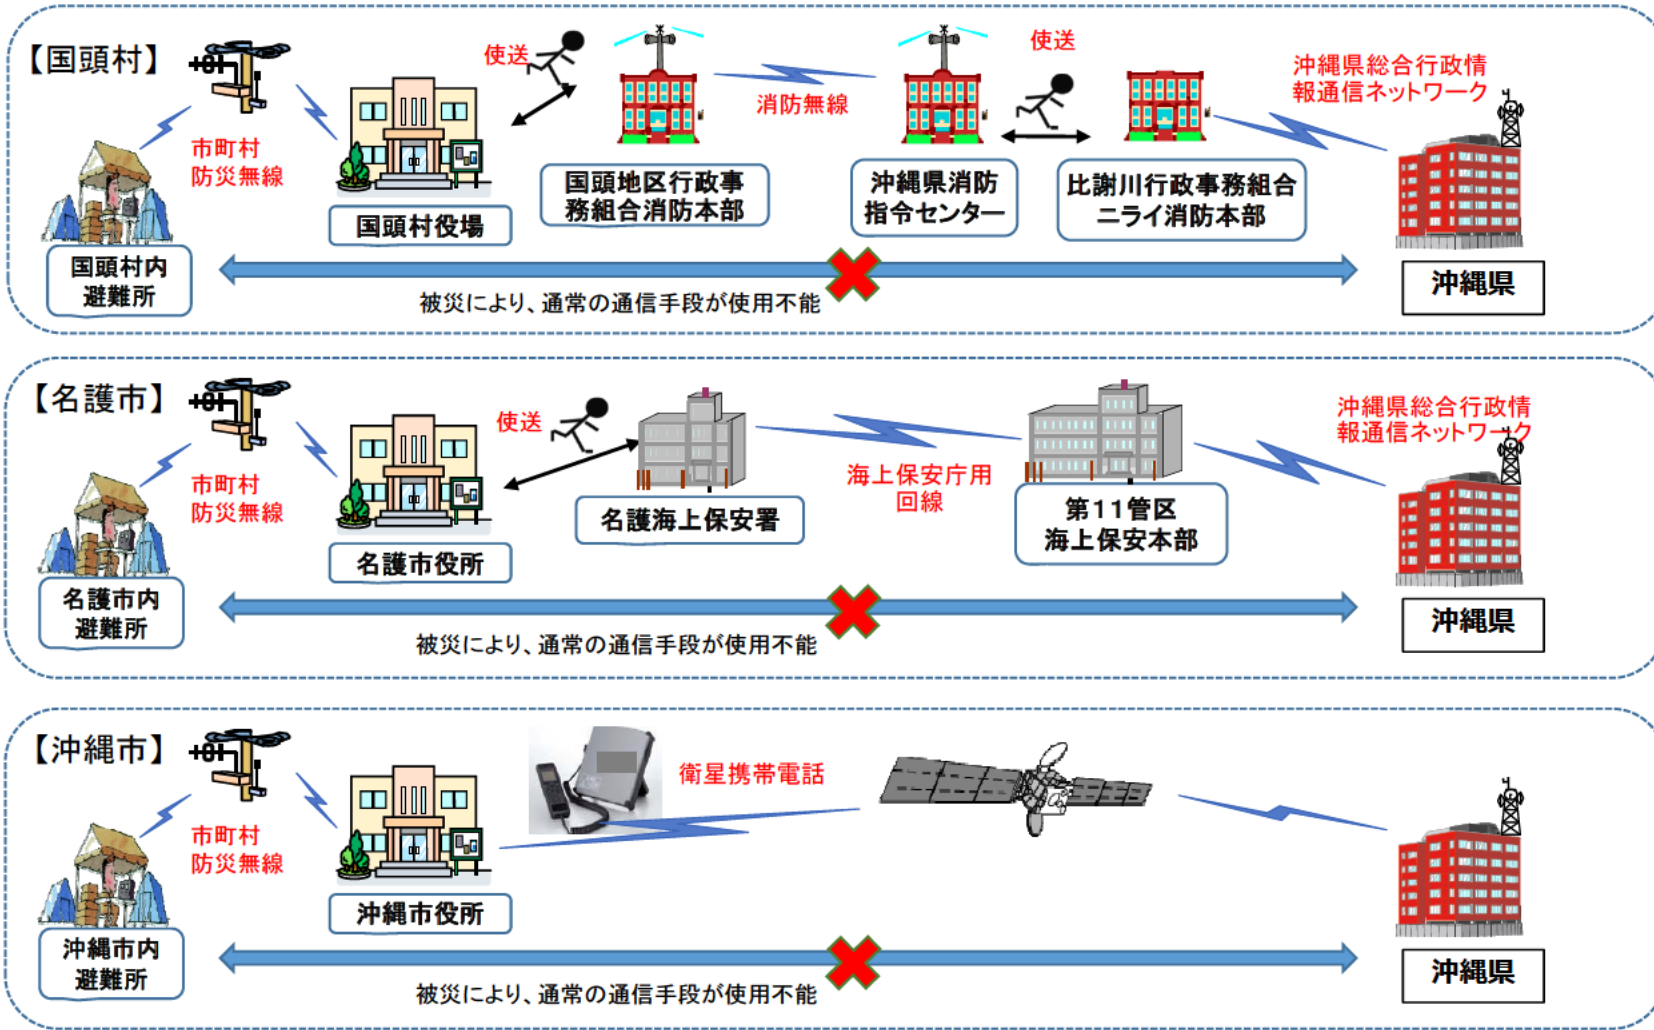 【国頭村】
使送
使送
沖縄県総合行政情
報通信ネットワーク
消防無線
市町村
防災無線
国頭村内
避難所
国頭村役場
国頭地区行政事
務組合消防本部
沖縄県消防
指令センター
比謝川行政事務組合
ニライ消防本部
沖縄県
被災により、通常の通信手段が使用不能
【名護市】
使送
沖縄県総合行政情
報通信ネットワーク
市町村
防災無線
海上保安庁用
回線
名護市内
避難所
名護市役所
名護海上保安署
第11管区
海上保安本部
沖縄県
被災により、通常の通信手段が使用不能
【沖縄市】
衛星携帯電話
市町村
防災無線
沖縄市内
避難所
沖縄市役所
沖縄県
被災により、通常の通信手段が使用不能